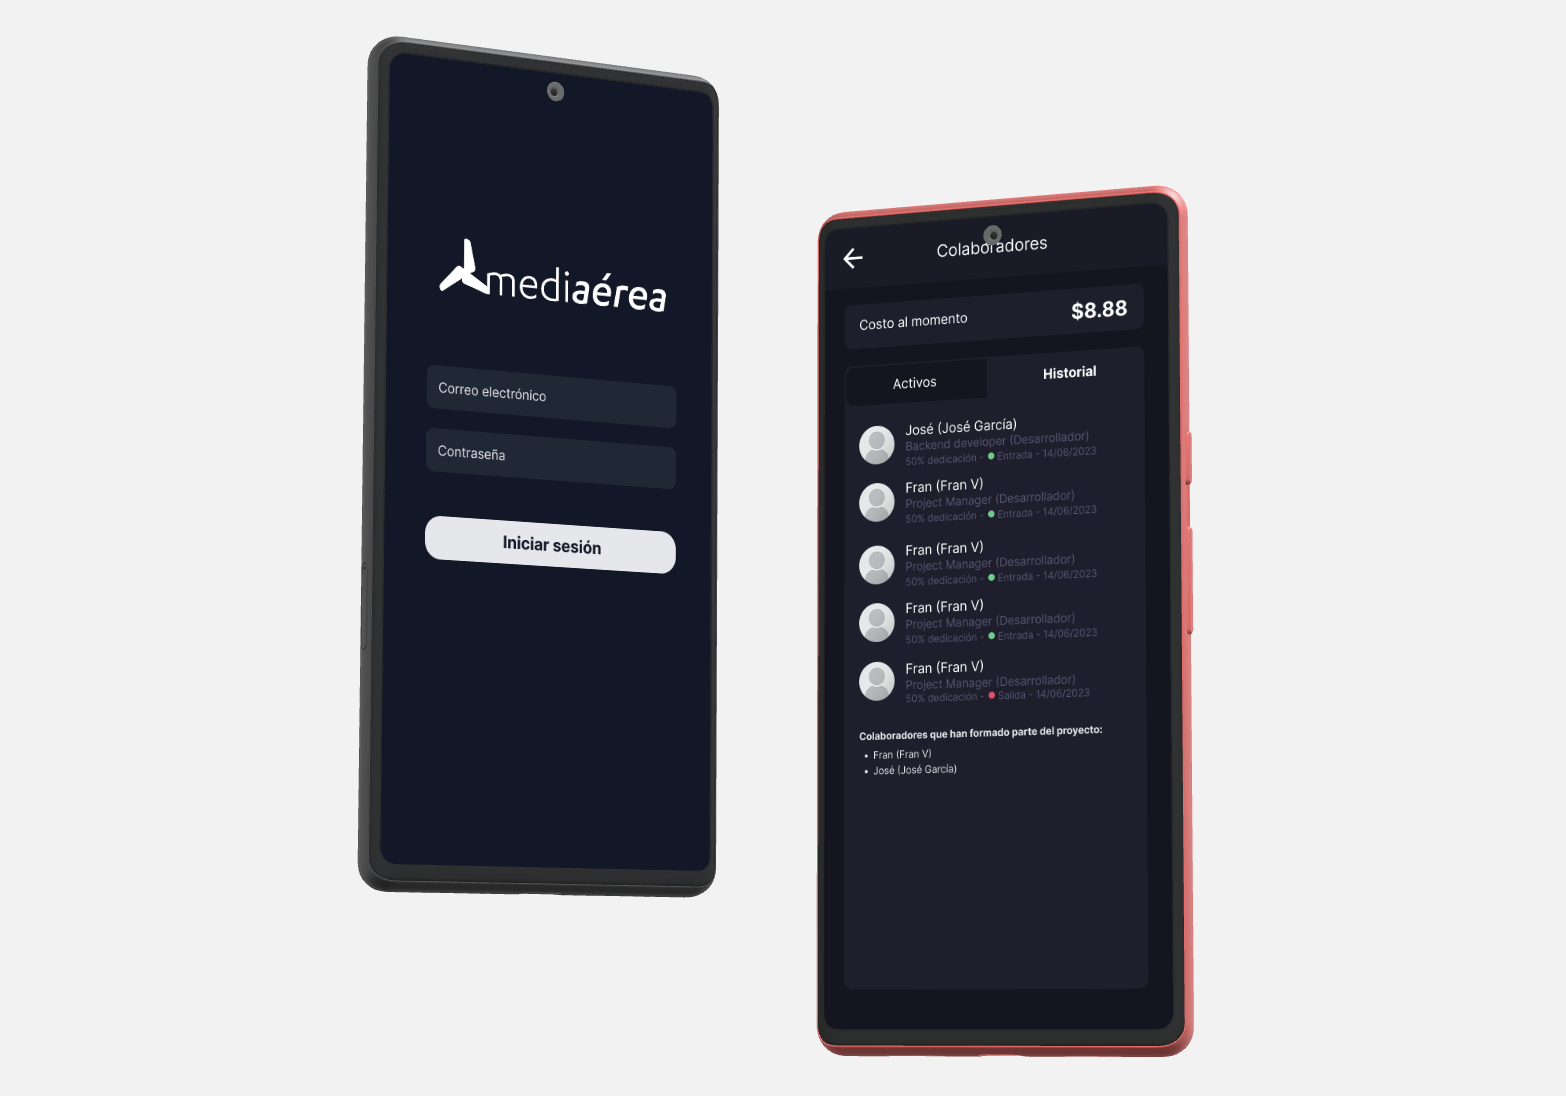 mediaérea
Correo electrónico
Contraseña
Iniciar sesión
Colaboradores
Costo al momento
$8.88
Activos
Historial
José (José García)
Backend developer (Desarrollador)
50% dedicación - Entrada - 14/06/2023
Fran (Fran V)
Project Manager (Desarrollador)
50% dedicación - Entrada - 14/06/2023
Fran (Fran V)
Project Manager (Desarrollador)
50% dedicación - Entrada - 14/06/2023
Fran (Fran V)
Project Manager (Desarrollador)
50% dedicación - Entrada - 14/06/2023
Fran (Fran V)
Project Manager (Desarrollador)
50% dedicación - Salida - 14/06/2023
Colaboradores que han formado parte del proyecto:
• Fran (Fran V)
• José (José García)